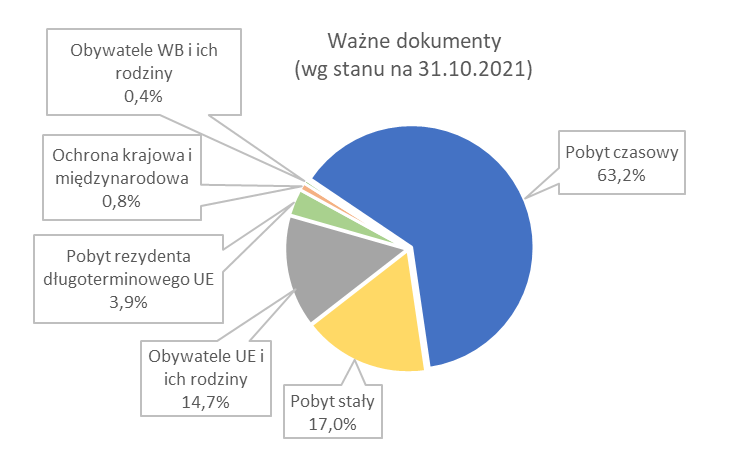 Ważne dokumenty
(wg stanu na 31.10.2021)
Obywatele WB i ich
rodziny
0,4%
Ochrona krajowa i
międzynarodowa
0,8%
Pobyt czasowy
63,2%
Pobyt rezydenta
długoterminowego UE
3,9%
Obywatele UE i
ich rodziny
14,7%
Pobyt stały
17,0%